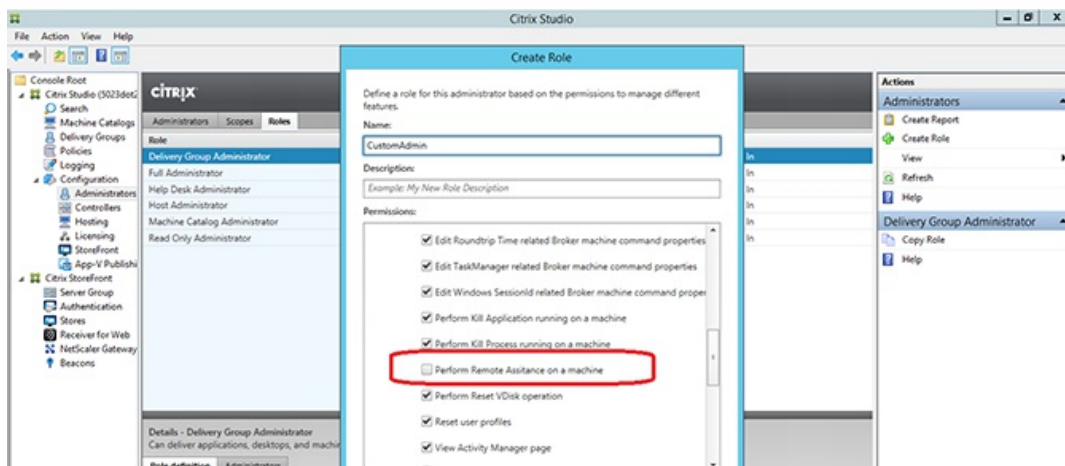 Citrix Studio
File Action View Help
Console Root
Citrix Studio (5023dot2
Search
Machine Catalogs
Delivery Groups
Policies
Logging
Configuration
Administrators
Controllers
Hosting
Licensing
StoreFront
App-V Publishi
Citrix StoreFront
Server Group
Authentication
Stores
Receiver for Web
NetScaler Gateway
Beacons
CİTRIX
Administrators Scopes Roles
Role
Delivery Group Administrator
Full Administrator
Help Desk Administrator
Host Administrator
Machine Catalog Administrator
Read Only Administrator
In
In
In
In
In
In
Details - Delivery Group Administrator
Can deliver applications, desktops, and machin
Role definition Administrators
Create Role
Define a role for this administrator based on the permissions to manage different
features.
Name:
CustomAdmin
Description:
Example: My New Role Description
Permissions:
Edit Roundtrip Time related Broker machine command properties
Edit TaskManager related Broker machine command properties
Edit Windows SessionId related Broker machine command proper
Perform Kill Application running on a machine
Perform Kill Process running on a machine
Perform Remote Assitance on a machine
Perform Reset VDisk operation
Reset user profiles
View Activity Manager page
Actions
Administrators
Create Report
Create Role
View
Refresh
Help
Delivery Group Administrator
Copy Role
Help